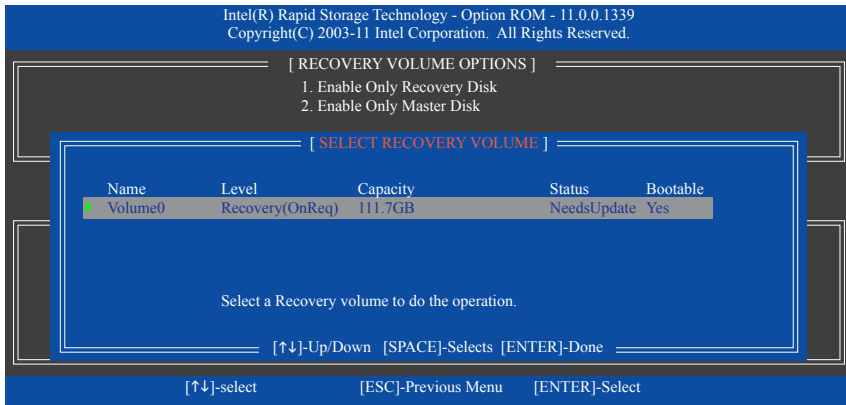 Intel(R) Rapid Storage Technology - Option ROM - 11.0.0.1339
Copyright(C) 2003-11 Intel Corporation.  All Rights Reserved.
[ RECOVERY VOLUME OPTIONS ]
1. Enable Only Recovery Disk
2. Enable Only Master Disk
[ SELECT RECOVERY VOLUME ]
Name Level Capacity Status Bootable
Volume0 Recovery(OnReq) 111.7GB NeedsUpdate Yes
Select a Recovery volume to do the operation.
[↑↓]-Up/Down [SPACE]-Selects [ENTER]-Done
[↑↓]-select [ESC]-Previous Menu [ENTER]-Select